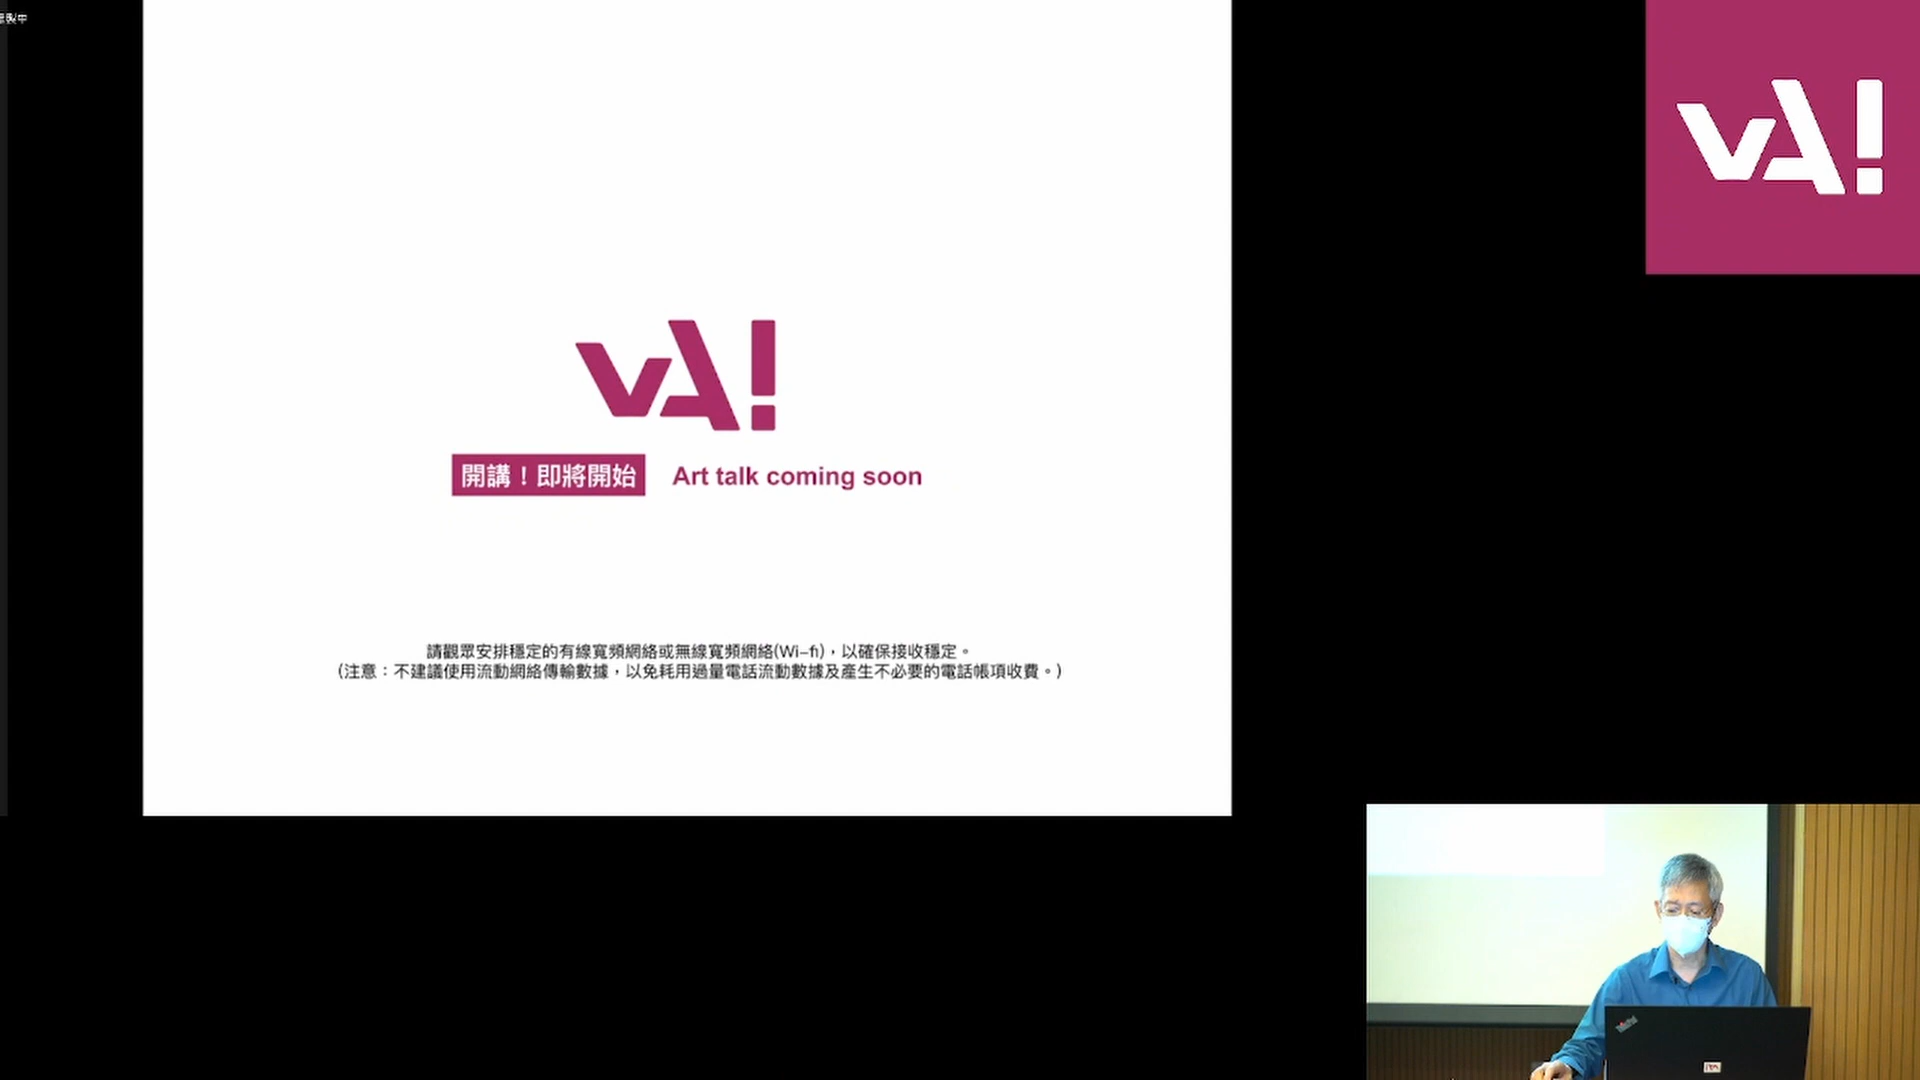 vA!
vA!
開講！即將開始 Art talk coming soon
請觀眾安排穩定的有線寬頻網絡或無線寬頻網絡(Wi-fi)，以確保接收穩定。
(注意：不建議使用流動網絡傳輸數據，以免耗用過量電話流動數據及產生不必要的電話帳項收費。)
ThinkPad